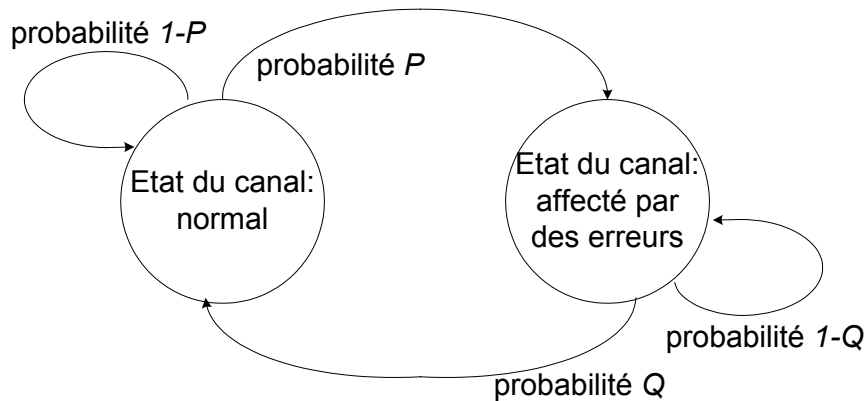 probabilité 1-P
probabilité P
Etat du canal:
normal
Etat du canal:
affecté par
des erreurs
probabilité 1-Q
probabilité Q